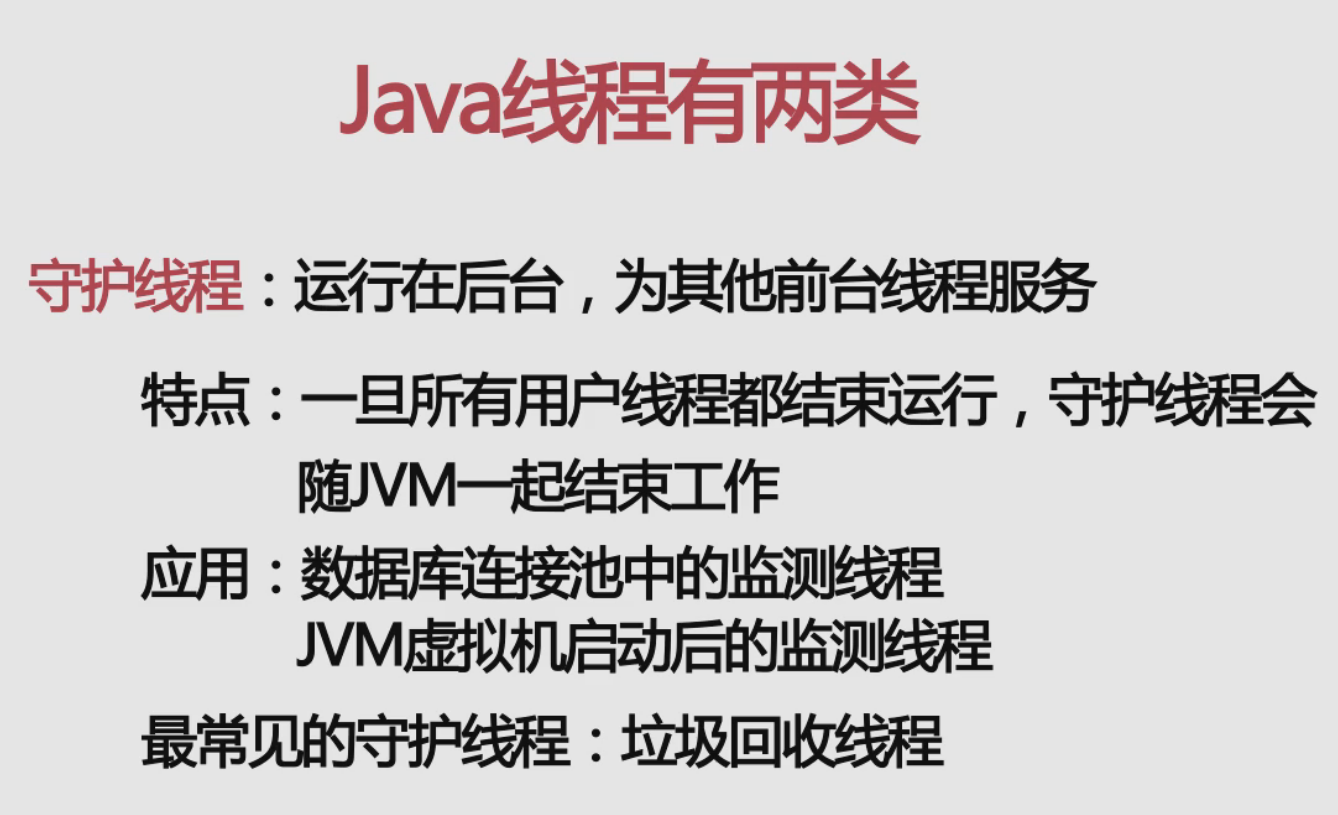 Java线程有两类
守护线程：运行在后台，为其他前台线程服务
特点：一旦所有用户线程都结束运行，守护线程会
随JVM一起结束工作
应用：数据库连接池中的监测线程
JVM虚拟机启动后的监测线程
最常见的守护线程：垃圾回收线程